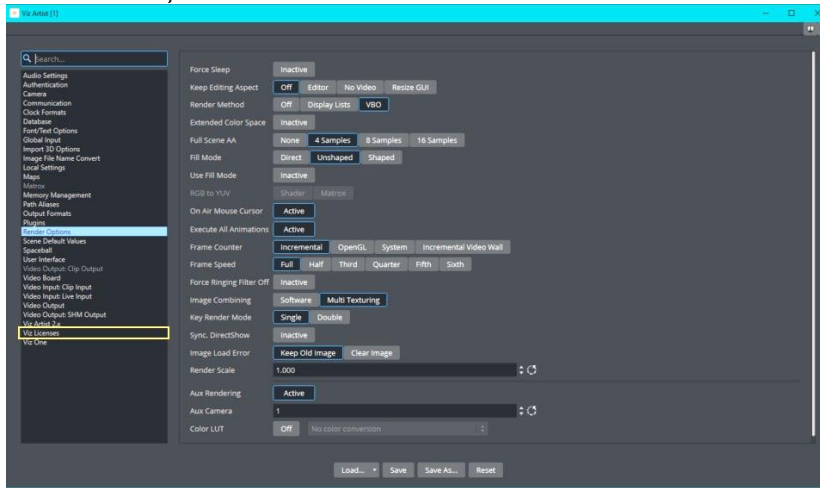 Viz Artist [1]
Search...
Audio Settings
Authentication
Camera
Communication
Clock Formats
Database
Font/Text Options
Global Input
Import 3D Options
Image File Name Convert
Local Settings
Maps
Matrox
Memory Management
Path Aliases
Output Formats
Plugins
Render Options
Scene Default Values
Spaceball
User Interface
Video Output: Clip Output
Video Board
Video Input: Clip Input
Video Input: Live Input
Video Output
Video Output: SHM Output
Viz Artist 2.x
Viz Licenses
Viz One
Force Sleep Inactive
Keep Editing Aspect Off Editor No Video Resize GUI
Render Method Off Display Lists VBO
Extended Color Space Inactive
Full Scene AA None 4 Samples 8 Samples 16 Samples
Fill Mode Direct Unshaped Shaped
Use Fill Mode Inactive
RGB to YUV Shader Matrox
On Air Mouse Cursor Active
Execute All Animations Active
Frame Counter Incremental OpenGL System Incremental Video Wall
Frame Speed Full Half Third Quarter Fifth Sixth
Force Ringing Filter Off Inactive
Image Combining Software Multi Texturing
Key Render Mode Single Double
Sync. DirectShow Inactive
Image Load Error Keep Old Image Clear Image
Render Scale 1.000
Aux Rendering Active
Aux Camera 1
Color LUT Off No color conversion
Load... Save Save As... Reset